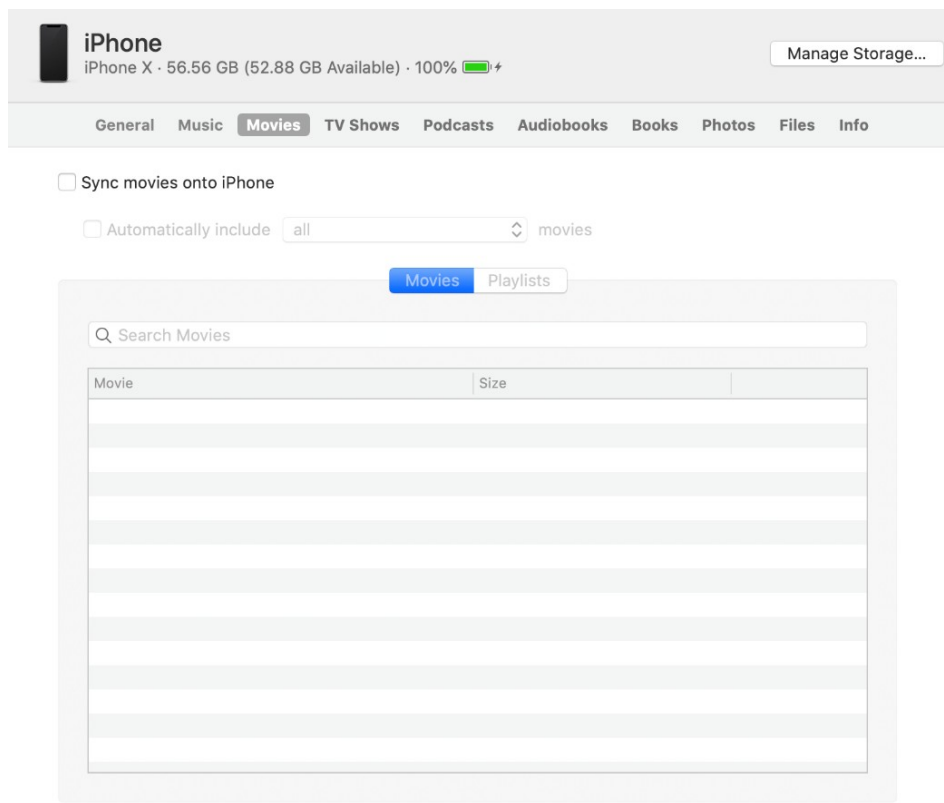 iPhone
iPhone X · 56.56 GB (52.88 GB Available) · 100%
Manage Storage...
General Music Movies TV Shows Podcasts Audiobooks Books Photos Files Info
Sync movies onto iPhone
Automatically include all movies
Movies Playlists
Search Movies
Movie Size